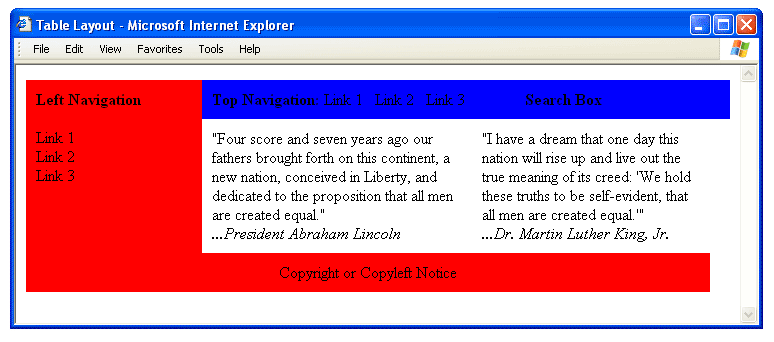 Table Layout - Microsoft Internet Explorer
File Edit View Favorites Tools Help
Left Navigation
Link 1
Link 2
Link 3
Top Navigation: Link 1 Link 2 Link 3 Search Box
"Four score and seven years ago our
fathers brought forth on this continent, a
new nation, conceived in Liberty, and
dedicated to the proposition that all men
are created equal."
...President Abraham Lincoln
"I have a dream that one day this
nation will rise up and live out the
true meaning of its creed: 'We hold
these truths to be self-evident, that
all men are created equal.'"
...Dr. Martin Luther King, Jr.
Copyright or Copyleft Notice